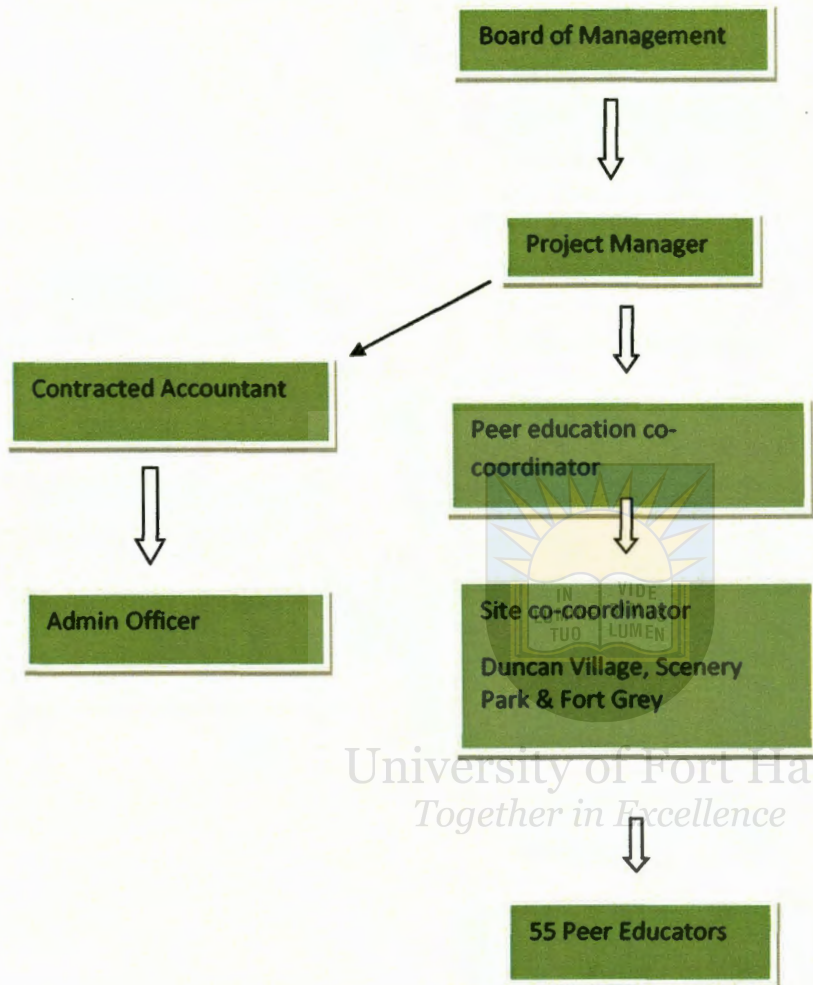 Board of Management
Project Manager
Contracted Accountant
Peer education co-
coordinator
Admin Officer
Site co-coordinator
Duncan Village, Scenery
Park & Fort Grey
IN
VIDE
TUO
LUMEN
University of Fort Ha
Together in Excellence
55 Peer Educators